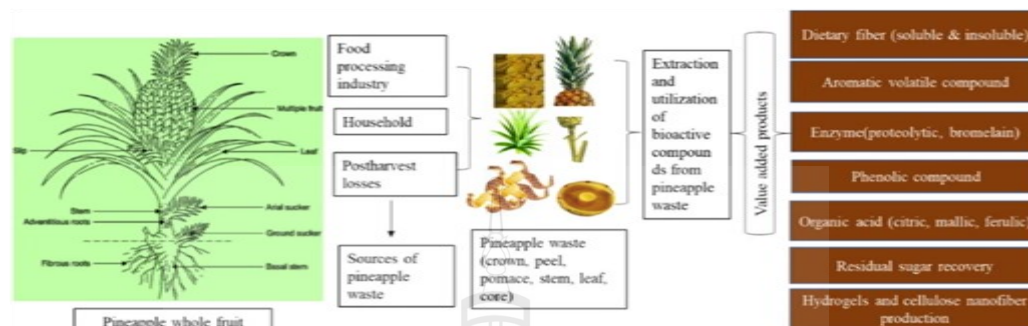 Crown
Multiple fruit
Slip
Leaf
Stem
Adventitious roots
Arial sucker
Ground sucker
Fibrous roots
Basal stem
Pineapple whole fruit
Food
processing
industry
Household
Postharvest
losses
Sources of
pineapple
waste
Pineapple waste
(crown, peel,
pomace, stem, leaf,
core)
Extraction
and
utilization
of
bioactive
compoun
ds from
pineapple
waste
Value added products
Dietary fiber (soluble & insoluble)
Aromatic volatile compound
Enzyme(proteolytic, bromelain)
Phenolic compound
Organic acid (citric, mallic, ferulic)
Residual sugar recovery
Hydrogels and cellulose nanofiber
production